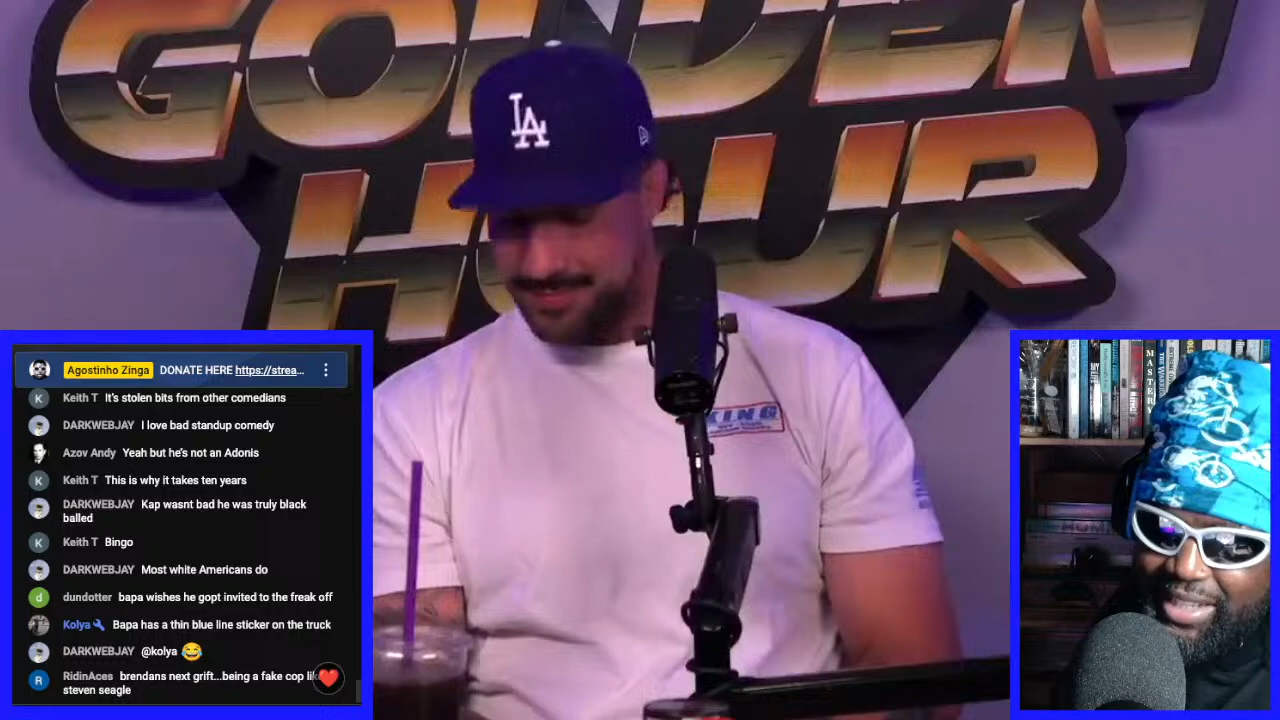 GOLDEN
HOUR
LA
KING
Agostinho Zinga DONATE HERE https://strea...
Keith T It's stolen bits from other comedians
DARKWEBJAY I love bad standup comedy
Azov Andy Yeah but he's not an Adonis
Keith T This is why it takes ten years
DARKWEBJAY Kap wasnt bad he was truly black
balled
Keith T Bingo
DARKWEBJAY Most white Americans do
dundotter bapa wishes he gopt invited to the freak off
Kolya Bapa has a thin blue line sticker on the truck
DARKWEBJAY @kolya
RidinAces brendans next grift...being a fake cop
steven seagle
MASTERY